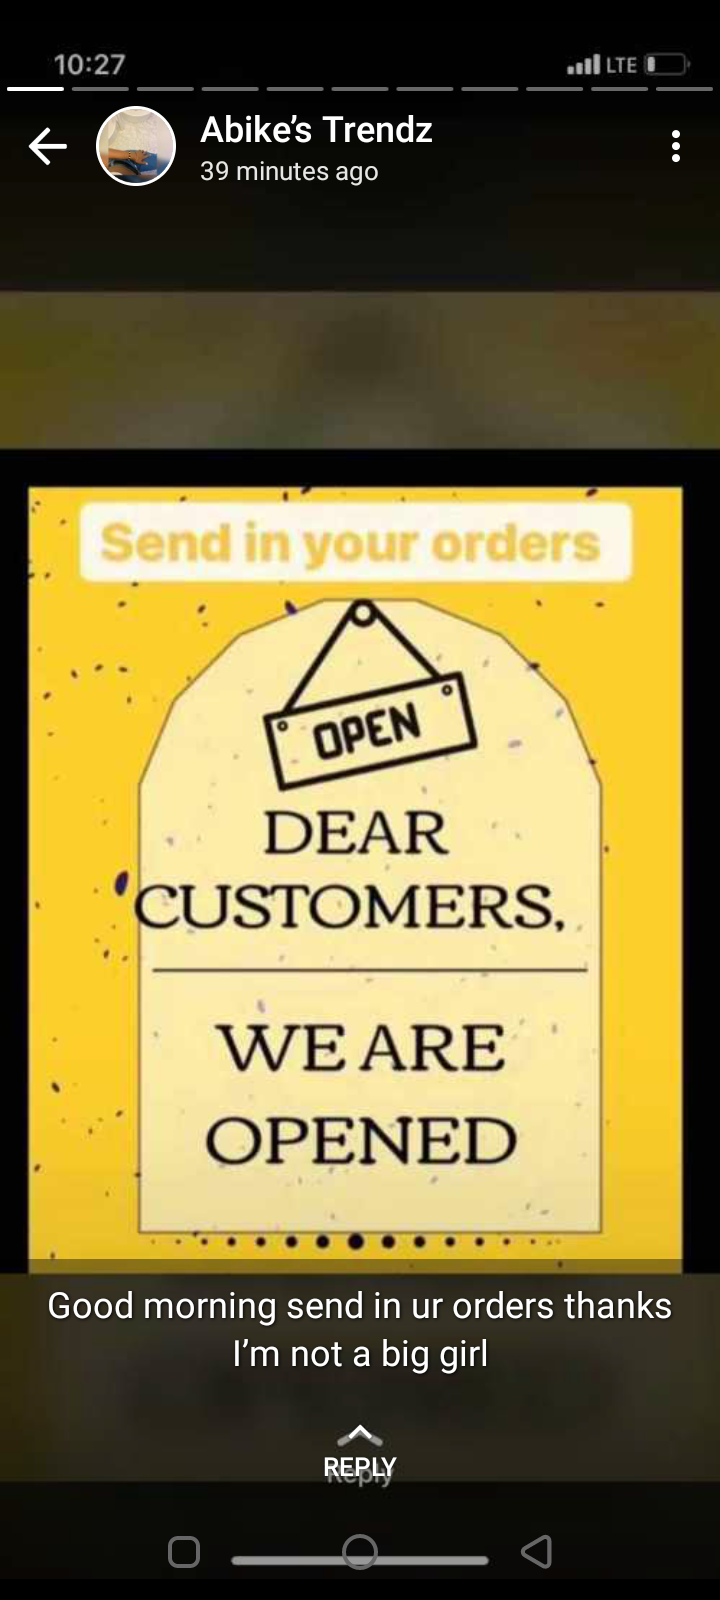 10:27
LTE
Abike’s Trendz
39 minutes ago
Send in your orders
OPEN
DEAR
CUSTOMERS,
WE ARE
OPENED
Good morning send in ur orders thanks
I’m not a big girl
REPLY
Reply